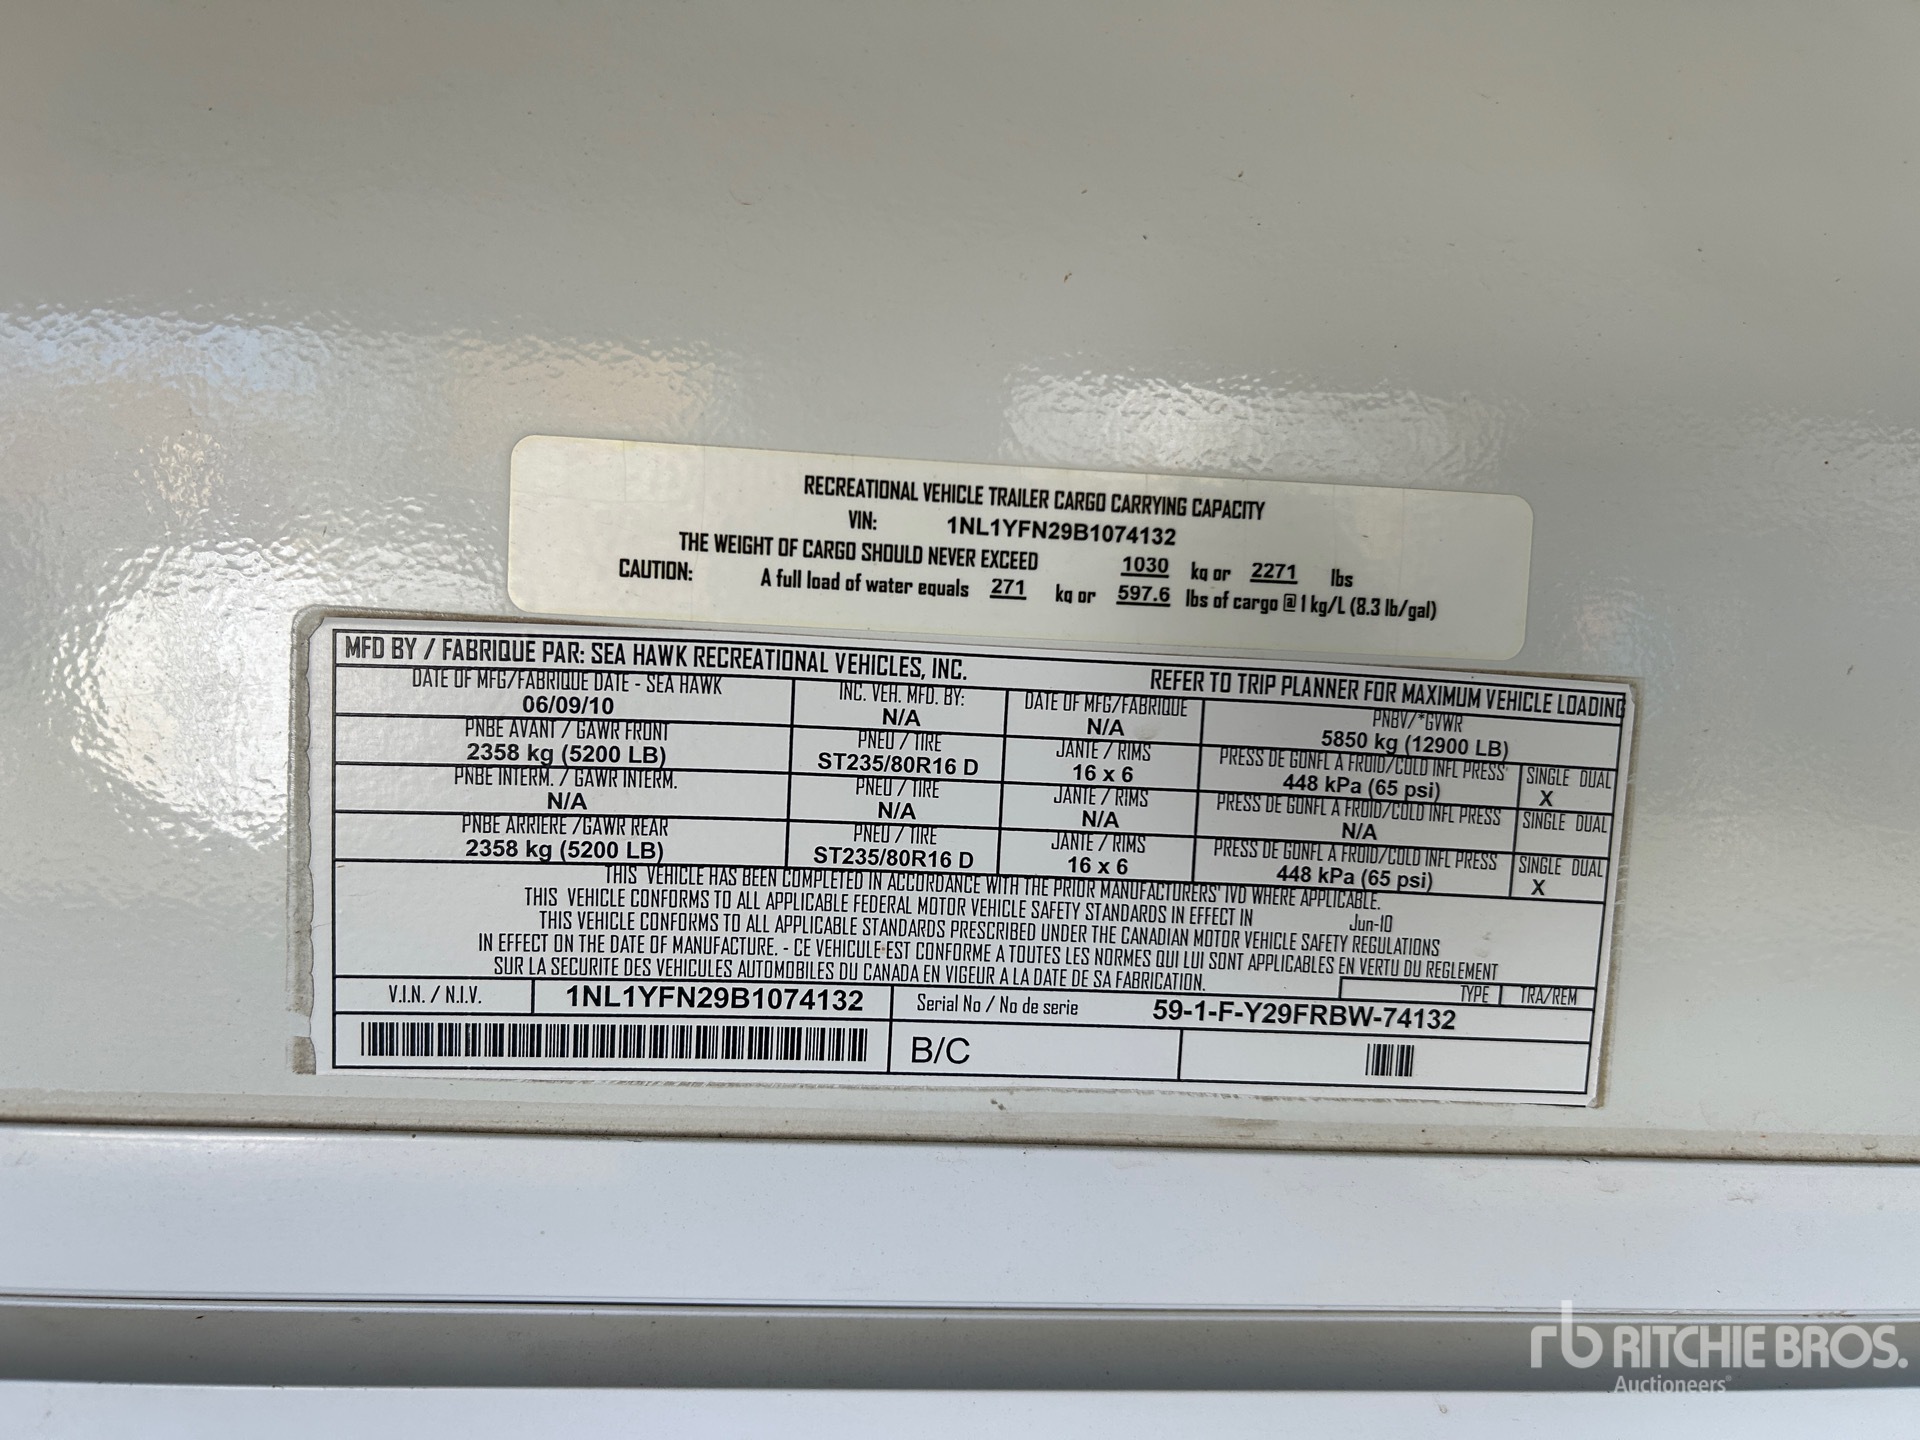 RECREATIONAL VEHICLE TRAILER CARGO CARRYING CAPACITY
VIN: 1NL1YFN29B1074132
THE WEIGHT OF CARGO SHOULD NEVER EXCEED 1030 kg or 2271 lbs
CAUTION: A full load of water equals 271 kg or 597.6 lbs of cargo @ 1 kg/L (8.3 lb/gal)
MFD BY / FABRIQUE PAR: SEA HAWK RECREATIONAL VEHICLES, INC. REFER TO TRIP PLANNER FOR MAXIMUM VEHICLE LOADING
DATE OF MFG/FABRIQUE DATE - SEA HAWK INC. VEH. MFD. BY: DATE OF MFG/FABRIQUE PNBV/*GVWR
06/09/10 N/A N/A 5850 kg (12900 LB)
PNBE AVANT / GAWR FRONT PNEU / TIRE JANTE / RIMS PRESS DE GONFL A FROID/COLD INFL PRESS SINGLE DUAL
2358 kg (5200 LB) ST235/80R16 D 16 x 6 448 kPa (65 psi) X
PNBE INTERM. / GAWR INTERM. PNEU / TIRE JANTE / RIMS PRESS DE GONFL A FROID/COLD INFL PRESS SINGLE DUAL
N/A N/A N/A N/A
PNBE ARRIERE /GAWR REAR PNEU / TIRE JANTE / RIMS PRESS DE GONFL A FROID/COLD INFL PRESS SINGLE DUAL
2358 kg (5200 LB) ST235/80R16 D 16 x 6 448 kPa (65 psi) X
THIS VEHICLE HAS BEEN COMPLETED IN ACCORDANCE WITH THE PRIOR MANUFACTURERS' IVD WHERE APPLICABLE.
THIS VEHICLE CONFORMS TO ALL APPLICABLE FEDERAL MOTOR VEHICLE SAFETY STANDARDS IN EFFECT IN Jun-10
THIS VEHICLE CONFORMS TO ALL APPLICABLE STANDARDS PRESCRIBED UNDER THE CANADIAN MOTOR VEHICLE SAFETY REGULATIONS
IN EFFECT ON THE DATE OF MANUFACTURE. - CE VEHICULE EST CONFORME A TOUTES LES NORMES QUI LUI SONT APPLICABLES EN VERTU DU REGLEMENT
SUR LA SECURITE DES VEHICULES AUTOMOBILES DU CANADA EN VIGEUR A LA DATE DE SA FABRICATION.
TYPE TRA/REM
V.I.N. / N.I.V. 1NL1YFN29B1074132 Serial No / No de serie 59-1-F-Y29FRBW-74132
B/C
rb RITCHIE BROS.
Auctioneers